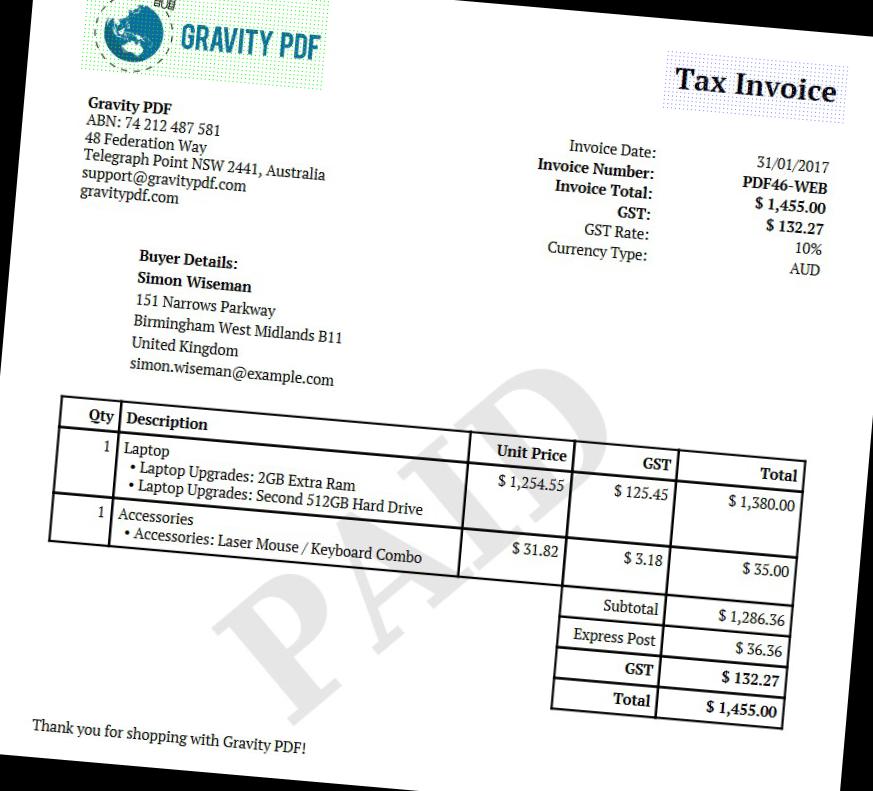 GRAVITY PDF
Tax Invoice
Gravity PDF
ABN: 74 212 487 581
48 Federation Way
Telegraph Point NSW 2441, Australia
support@gravitypdf.com
gravitypdf.com
Invoice Date: 31/01/2017
Invoice Number: PDF46-WEB
Invoice Total: $ 1,455.00
GST: $ 132.27
GST Rate: 10%
Currency Type: AUD
Buyer Details:
Simon Wiseman
151 Narrows Parkway
Birmingham West Midlands B11
United Kingdom
simon.wiseman@example.com
PAID
Qty Description Unit Price GST Total
1 Laptop $ 1,254.55 $ 125.45 $ 1,380.00
• Laptop Upgrades: 2GB Extra Ram
• Laptop Upgrades: Second 512GB Hard Drive
1 Accessories $ 31.82 $ 3.18 $ 35.00
• Accessories: Laser Mouse / Keyboard Combo
Subtotal $ 1,286.36
Express Post $ 36.36
GST $ 132.27
Total $ 1,455.00
Thank you for shopping with Gravity PDF!